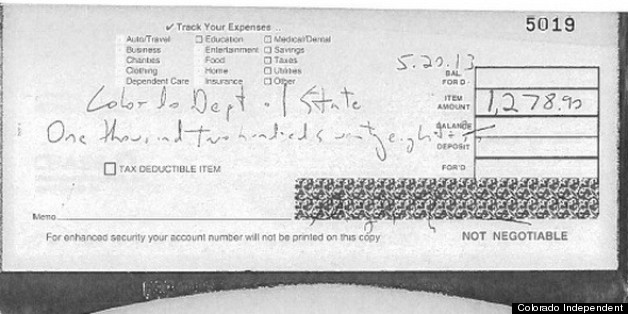 5019
✓ Track Your Expenses...
Auto/Travel ☐ Education ☐ Medical/Dental
Business Entertainment ☐ Savings
Charities Food ☐ Taxes
Clothing Home ☐ Utilities
Dependent Care Insurance ☐ Other
5.20.13
BAL. FOR'D
Colorado Dept of State
ITEM AMOUNT 1,278.90
One thousand two hundred seventy eight
BALANCE
DEPOSIT
☐ TAX DEDUCTIBLE ITEM
FOR'D
Memo
For enhanced security your account number will not be printed on this copy
NOT NEGOTIABLE
Colorado Independent